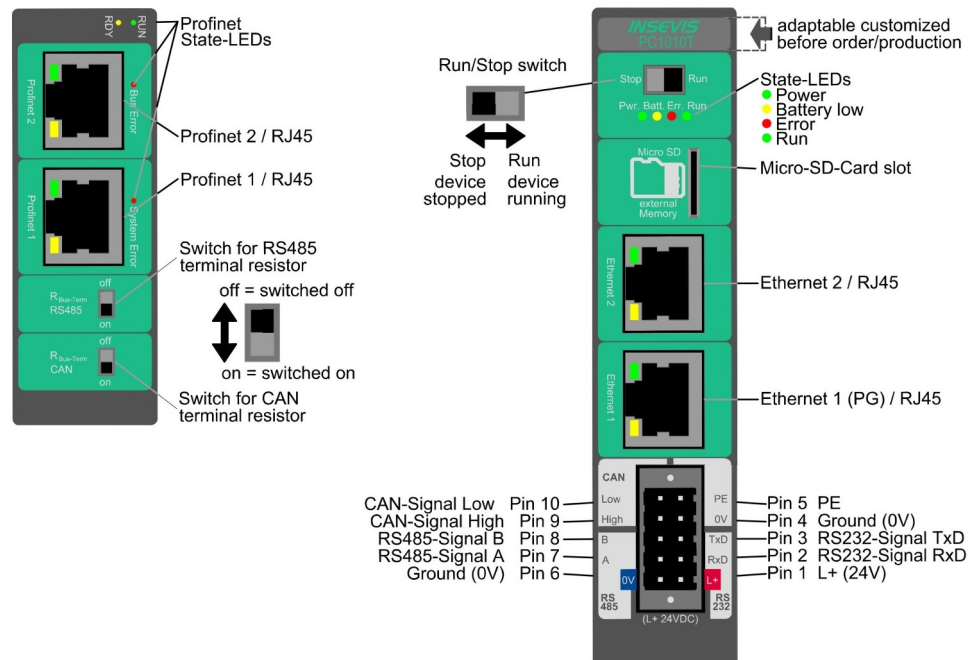 RDY
RUN
Profinet
State-LEDs
Profinet 2
Bus Error
Profinet 2 / RJ45
Profinet 1 / RJ45
Profinet 1
System Error
Switch for RS485
terminal resistor
off
R Bus-Term
RS485
on
off = switched off
on = switched on
off
R Bus-Term
CAN
on
Switch for CAN
terminal resistor
INSEVIS
PC1010T
adaptable customized
before order/production
Run/Stop switch
Stop Run
device device
stopped running
Stop Run
Pwr. Batt. Err. Run
State-LEDs
Power
Battery low
Error
Run
Micro SD
external
Memory
Micro-SD-Card slot
Ethernet 2
Ethernet 2 / RJ45
Ethernet 1
Ethernet 1 (PG) / RJ45
CAN
CAN-Signal Low Pin 10 Low
CAN-Signal High Pin 9 High
RS485-Signal B Pin 8 B
RS485-Signal A Pin 7 A
Ground (0V) Pin 6 0V
RS
485
PE Pin 5 PE
0V Pin 4 Ground (0V)
TxD Pin 3 RS232-Signal TxD
RxD Pin 2 RS232-Signal RxD
L+ Pin 1 L+ (24V)
RS
232
(L+ 24VDC)